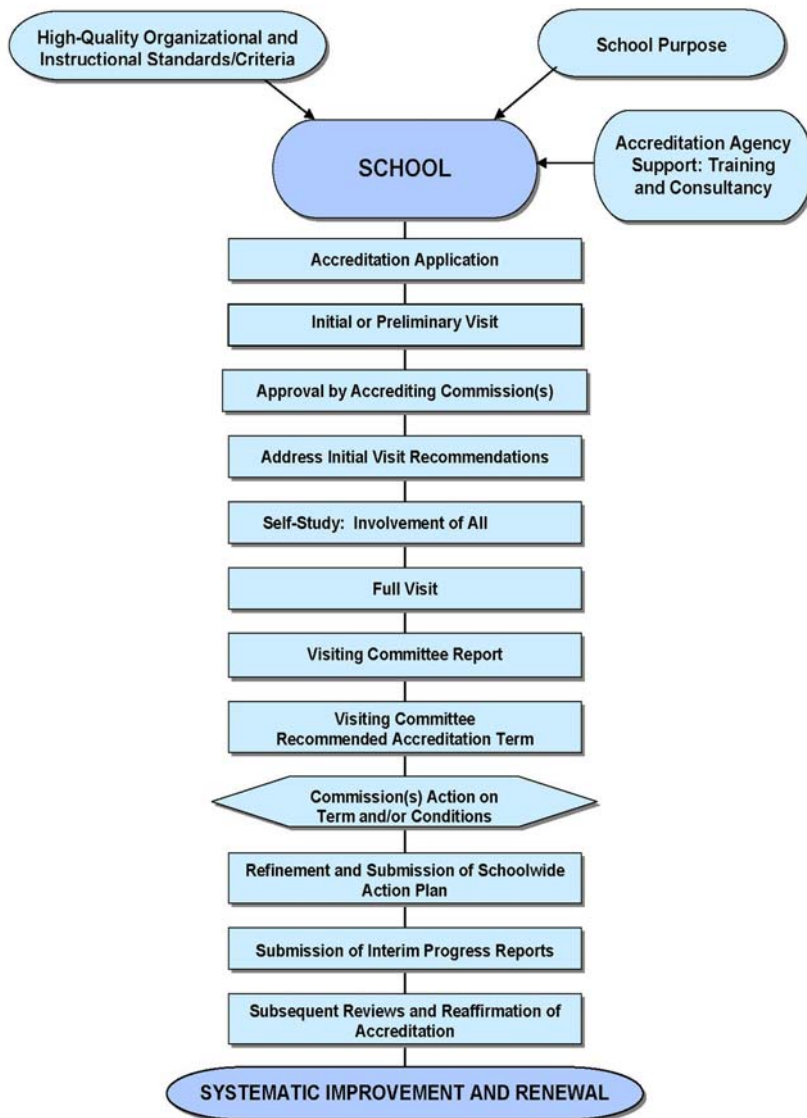 High-Quality Organizational and
Instructional Standards/Criteria
School Purpose
SCHOOL
Accreditation Agency
Support: Training
and Consultancy
Accreditation Application
Initial or Preliminary Visit
Approval by Accrediting Commission(s)
Address Initial Visit Recommendations
Self-Study: Involvement of All
Full Visit
Visiting Committee Report
Visiting Committee
Recommended Accreditation Term
Commission(s) Action on
Term and/or Conditions
Refinement and Submission of Schoolwide
Action Plan
Submission of Interim Progress Reports
Subsequent Reviews and Reaffirmation of
Accreditation
SYSTEMATIC IMPROVEMENT AND RENEWAL